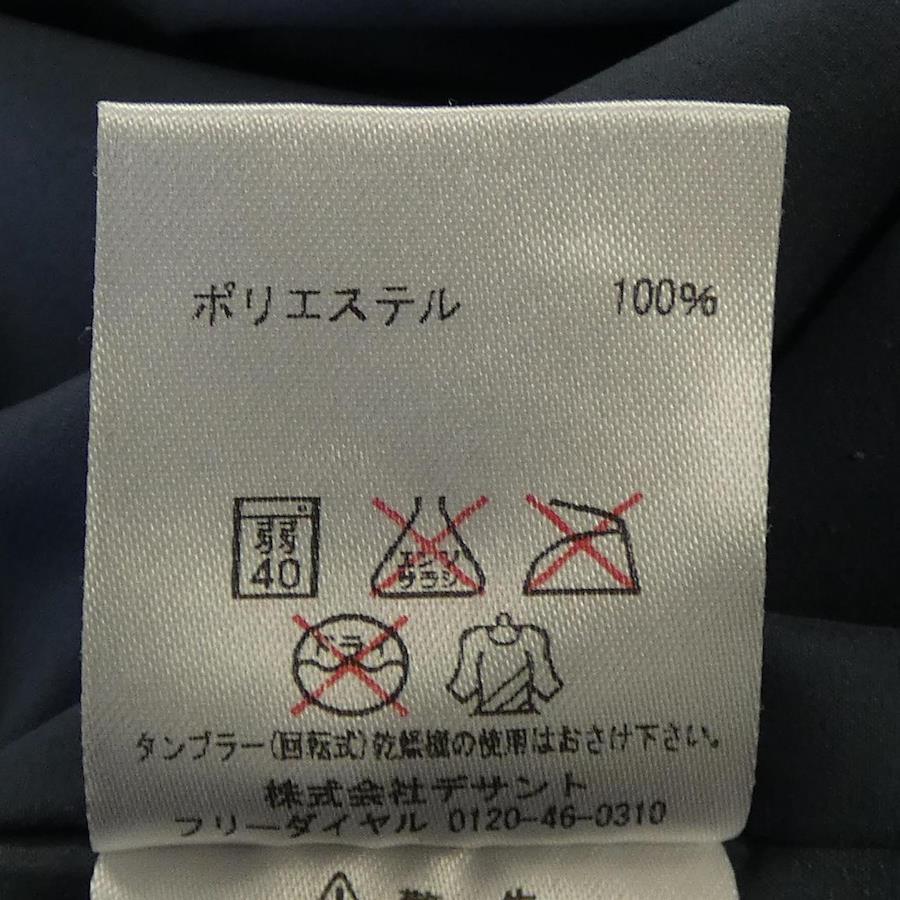 ポリエステル 100%
弱
40
エンソ
サラシ
ドライ
タンブラー(回転式)乾燥機の使用はおさけ下さい。
株式会社デサント
フリーダイヤル 0120-46-0310
警 告